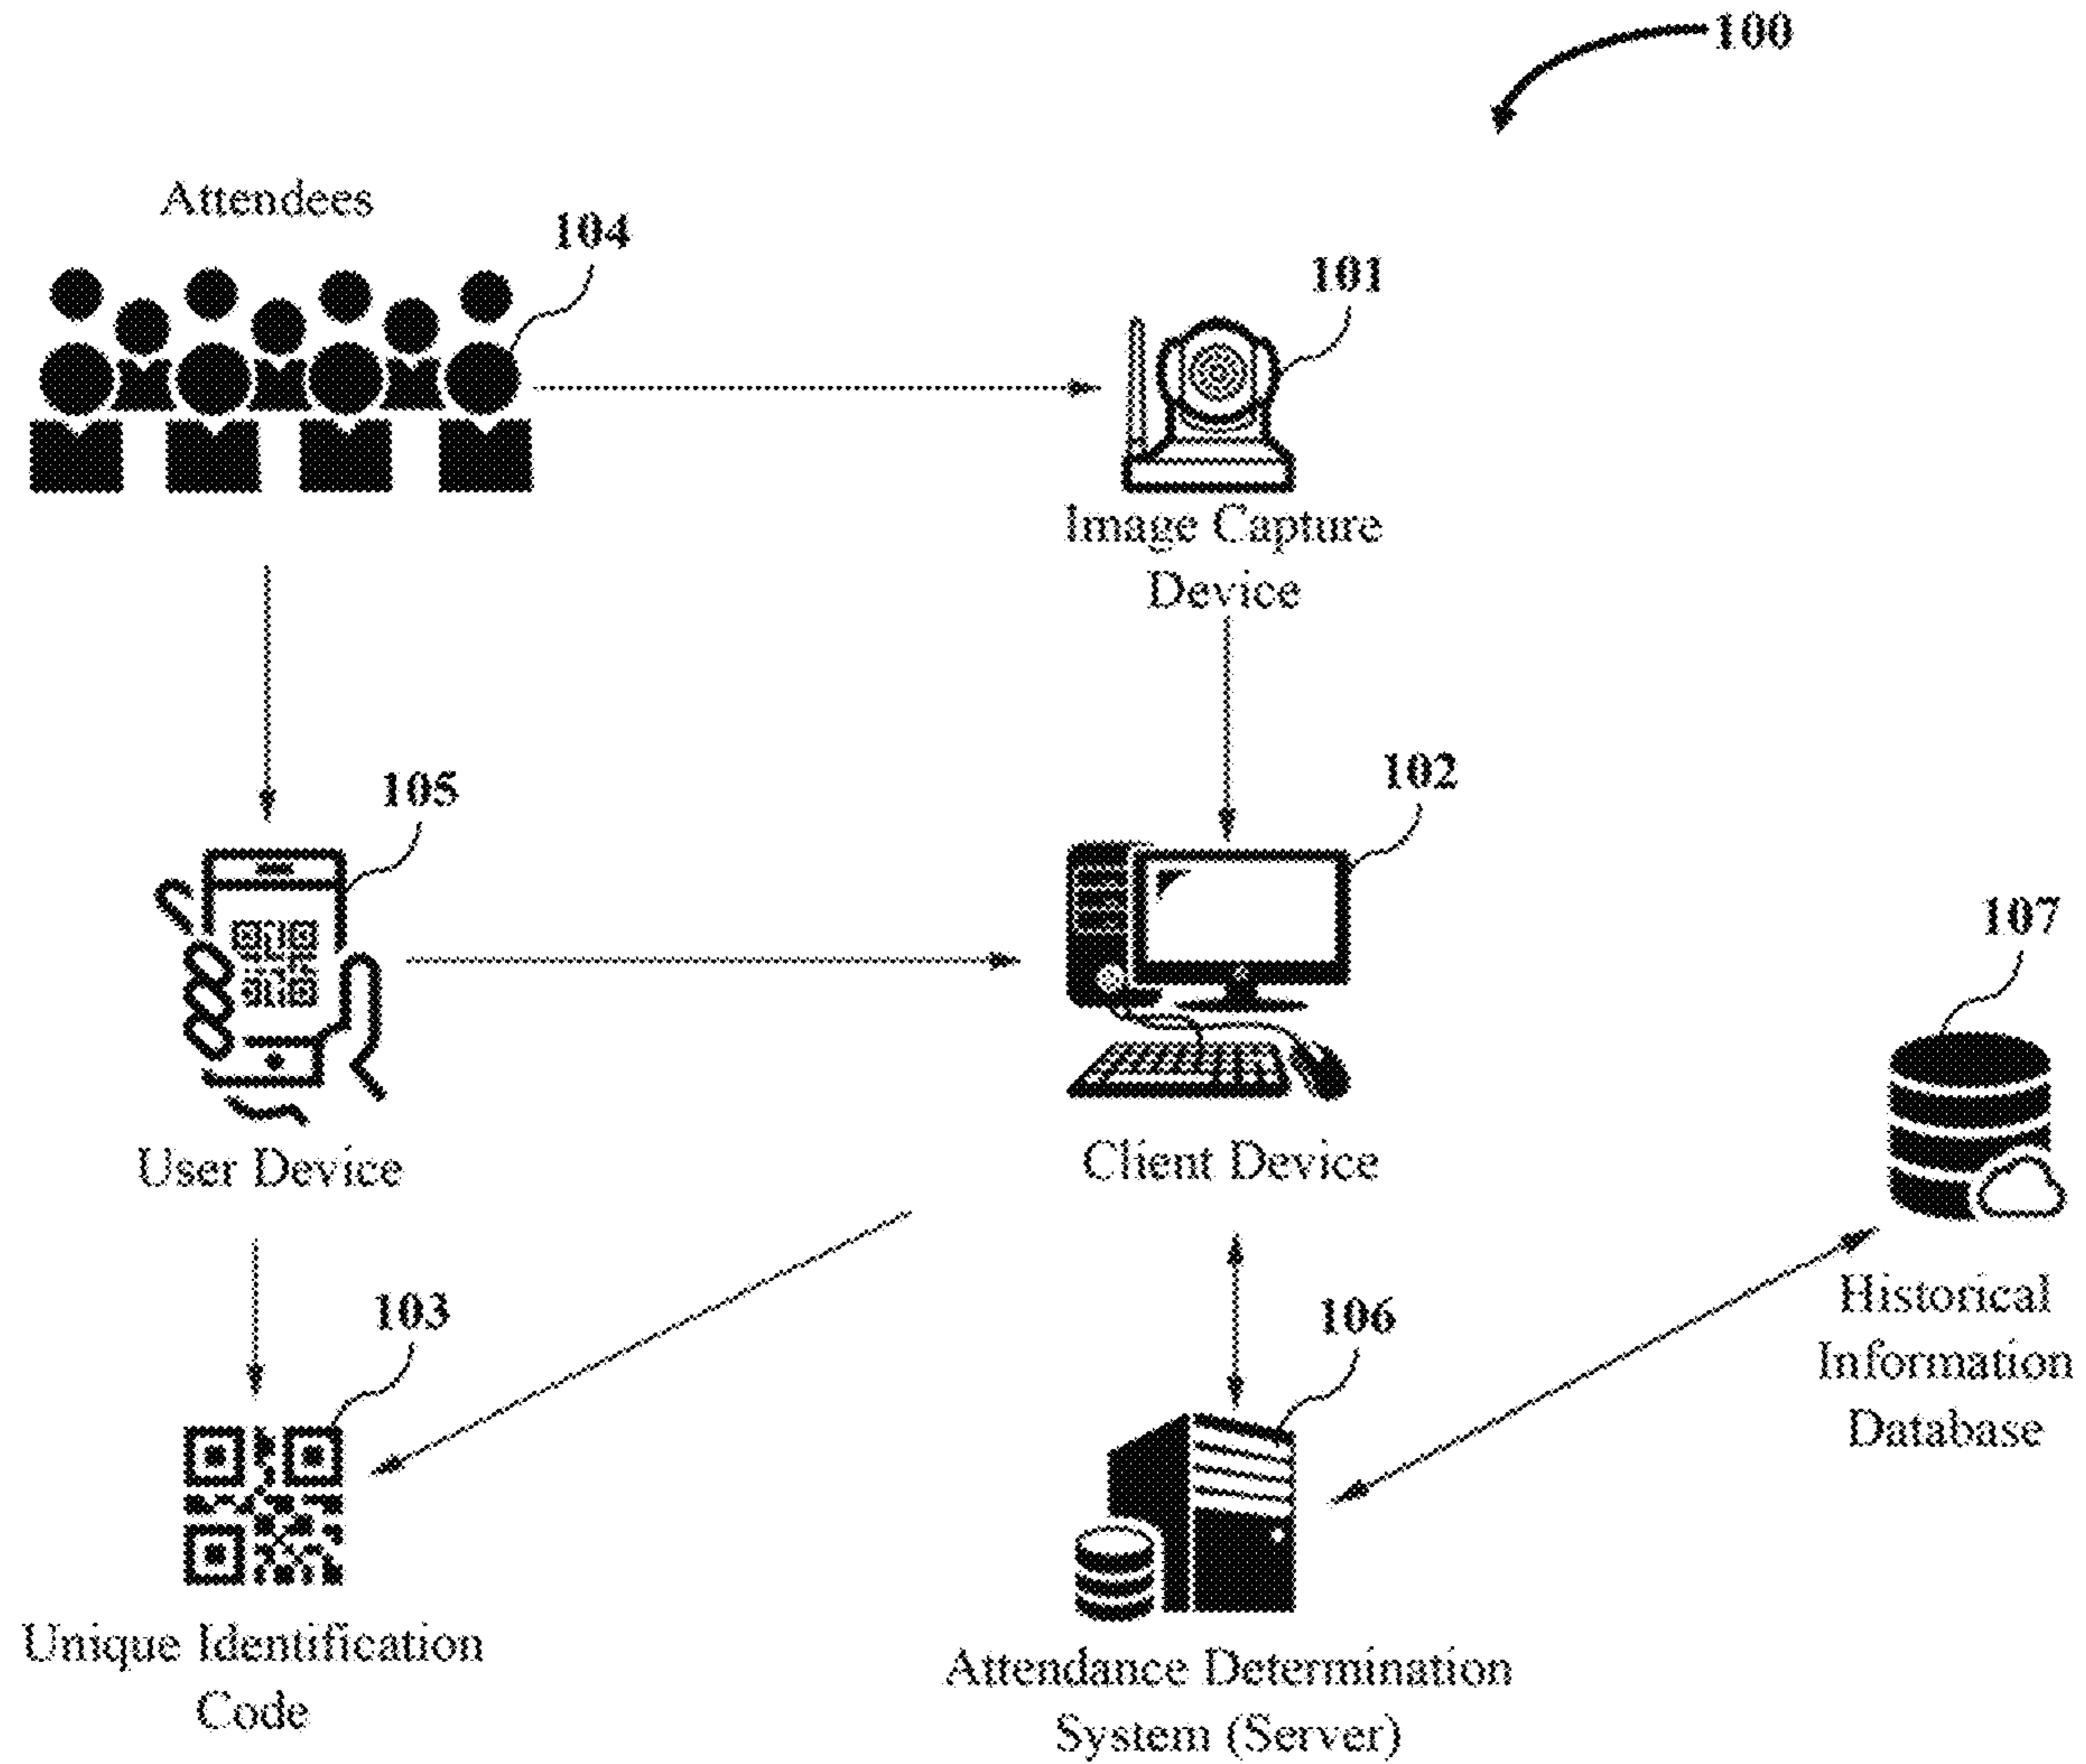 100
Attendees
104
101
Image Capture
Device
105
102
107
User Device
Client Device
103
106
Historical
Information
Database
Unique Identification
Code
Attendance Determination
System (Server)